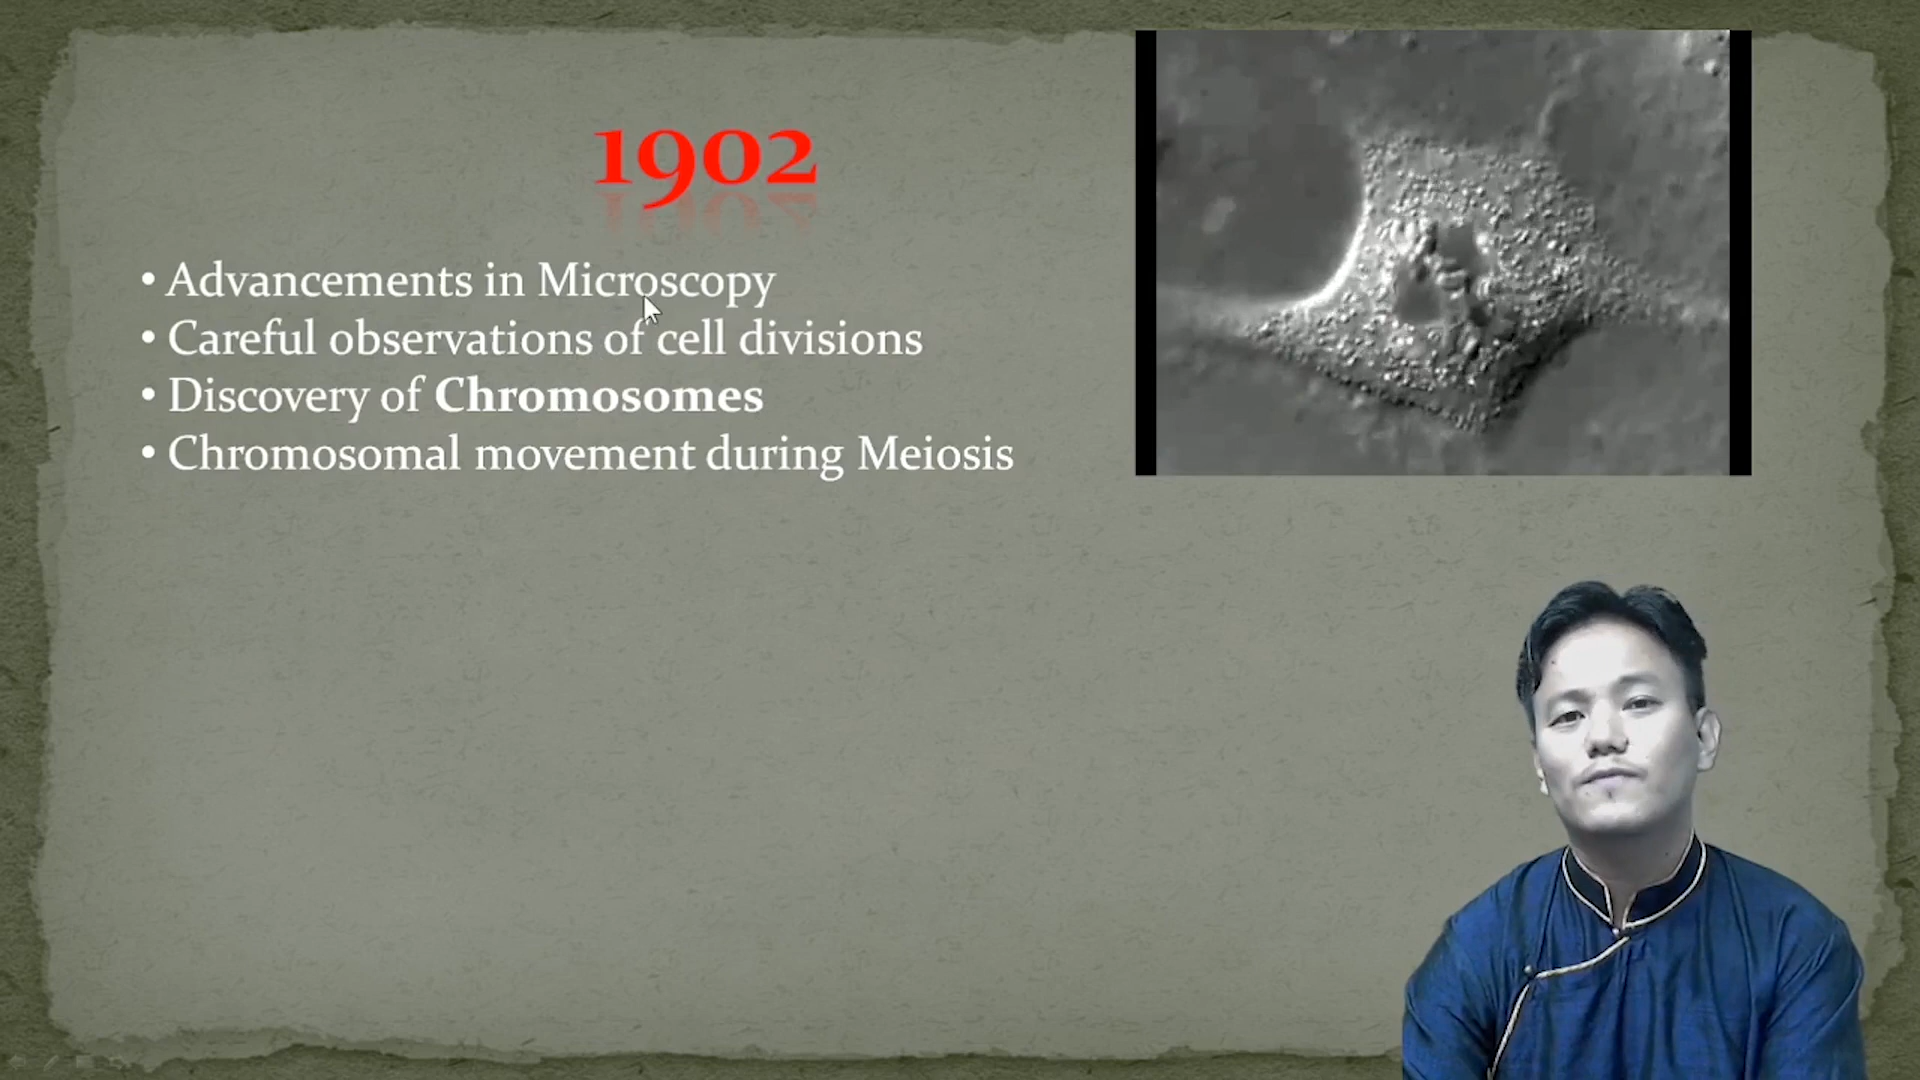 1902
• Advancements in Microscopy
• Careful observations of cell divisions
• Discovery of Chromosomes
• Chromosomal movement during Meiosis